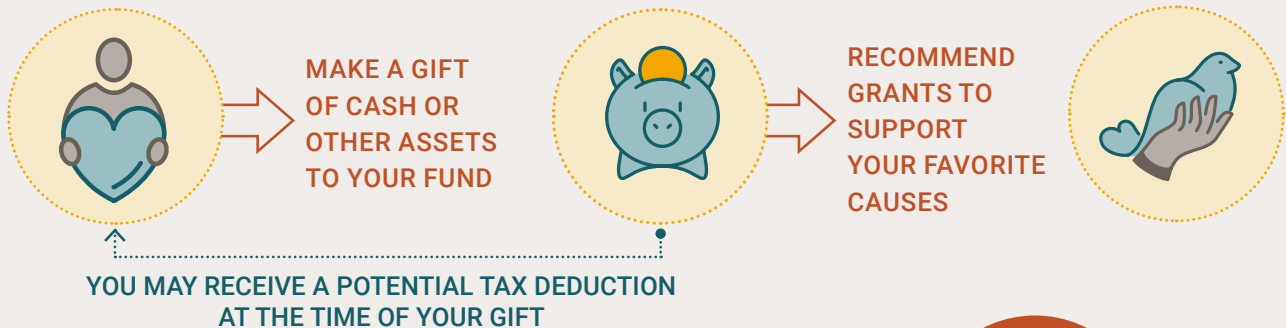 MAKE A GIFT
OF CASH OR
OTHER ASSETS
TO YOUR FUND
RECOMMEND
GRANTS TO
SUPPORT
YOUR FAVORITE
CAUSES
YOU MAY RECEIVE A POTENTIAL TAX DEDUCTION
AT THE TIME OF YOUR GIFT